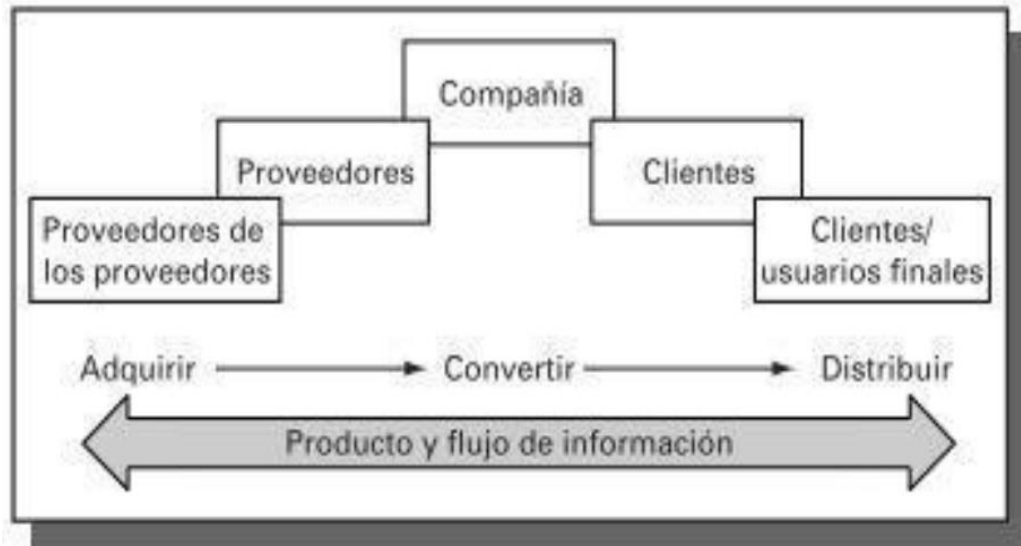 Compañía
Proveedores
Clientes
Proveedores de
los proveedores
Clientes/
usuarios finales
Adquirir
Convertir
Distribuir
Producto y flujo de información